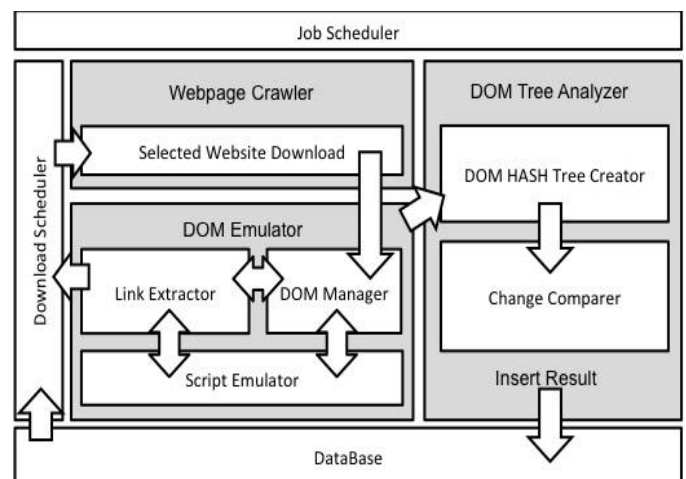 Job Scheduler
Download Scheduler
Webpage Crawler
Selected Website Download
DOM Emulator
Link Extractor
DOM Manager
Script Emulator
DOM Tree Analyzer
DOM HASH Tree Creator
Change Comparer
Insert Result
DataBase